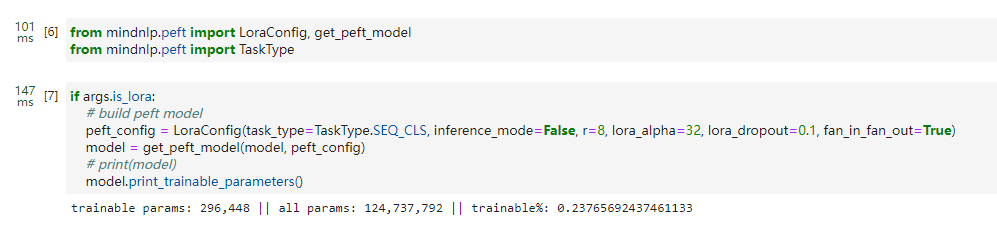 101 ms [6] from mindnlp.peft import LoraConfig, get_peft_model
from mindnlp.peft import TaskType
147 ms [7] if args.is_lora:
# build peft model
peft_config = LoraConfig(task_type=TaskType.SEQ_CLS, inference_mode=False, r=8, lora_alpha=32, lora_dropout=0.1, fan_in_fan_out=True)
model = get_peft_model(model, peft_config)
# print(model)
model.print_trainable_parameters()
trainable params: 296,448 || all params: 124,737,792 || trainable%: 0.23765692437461133